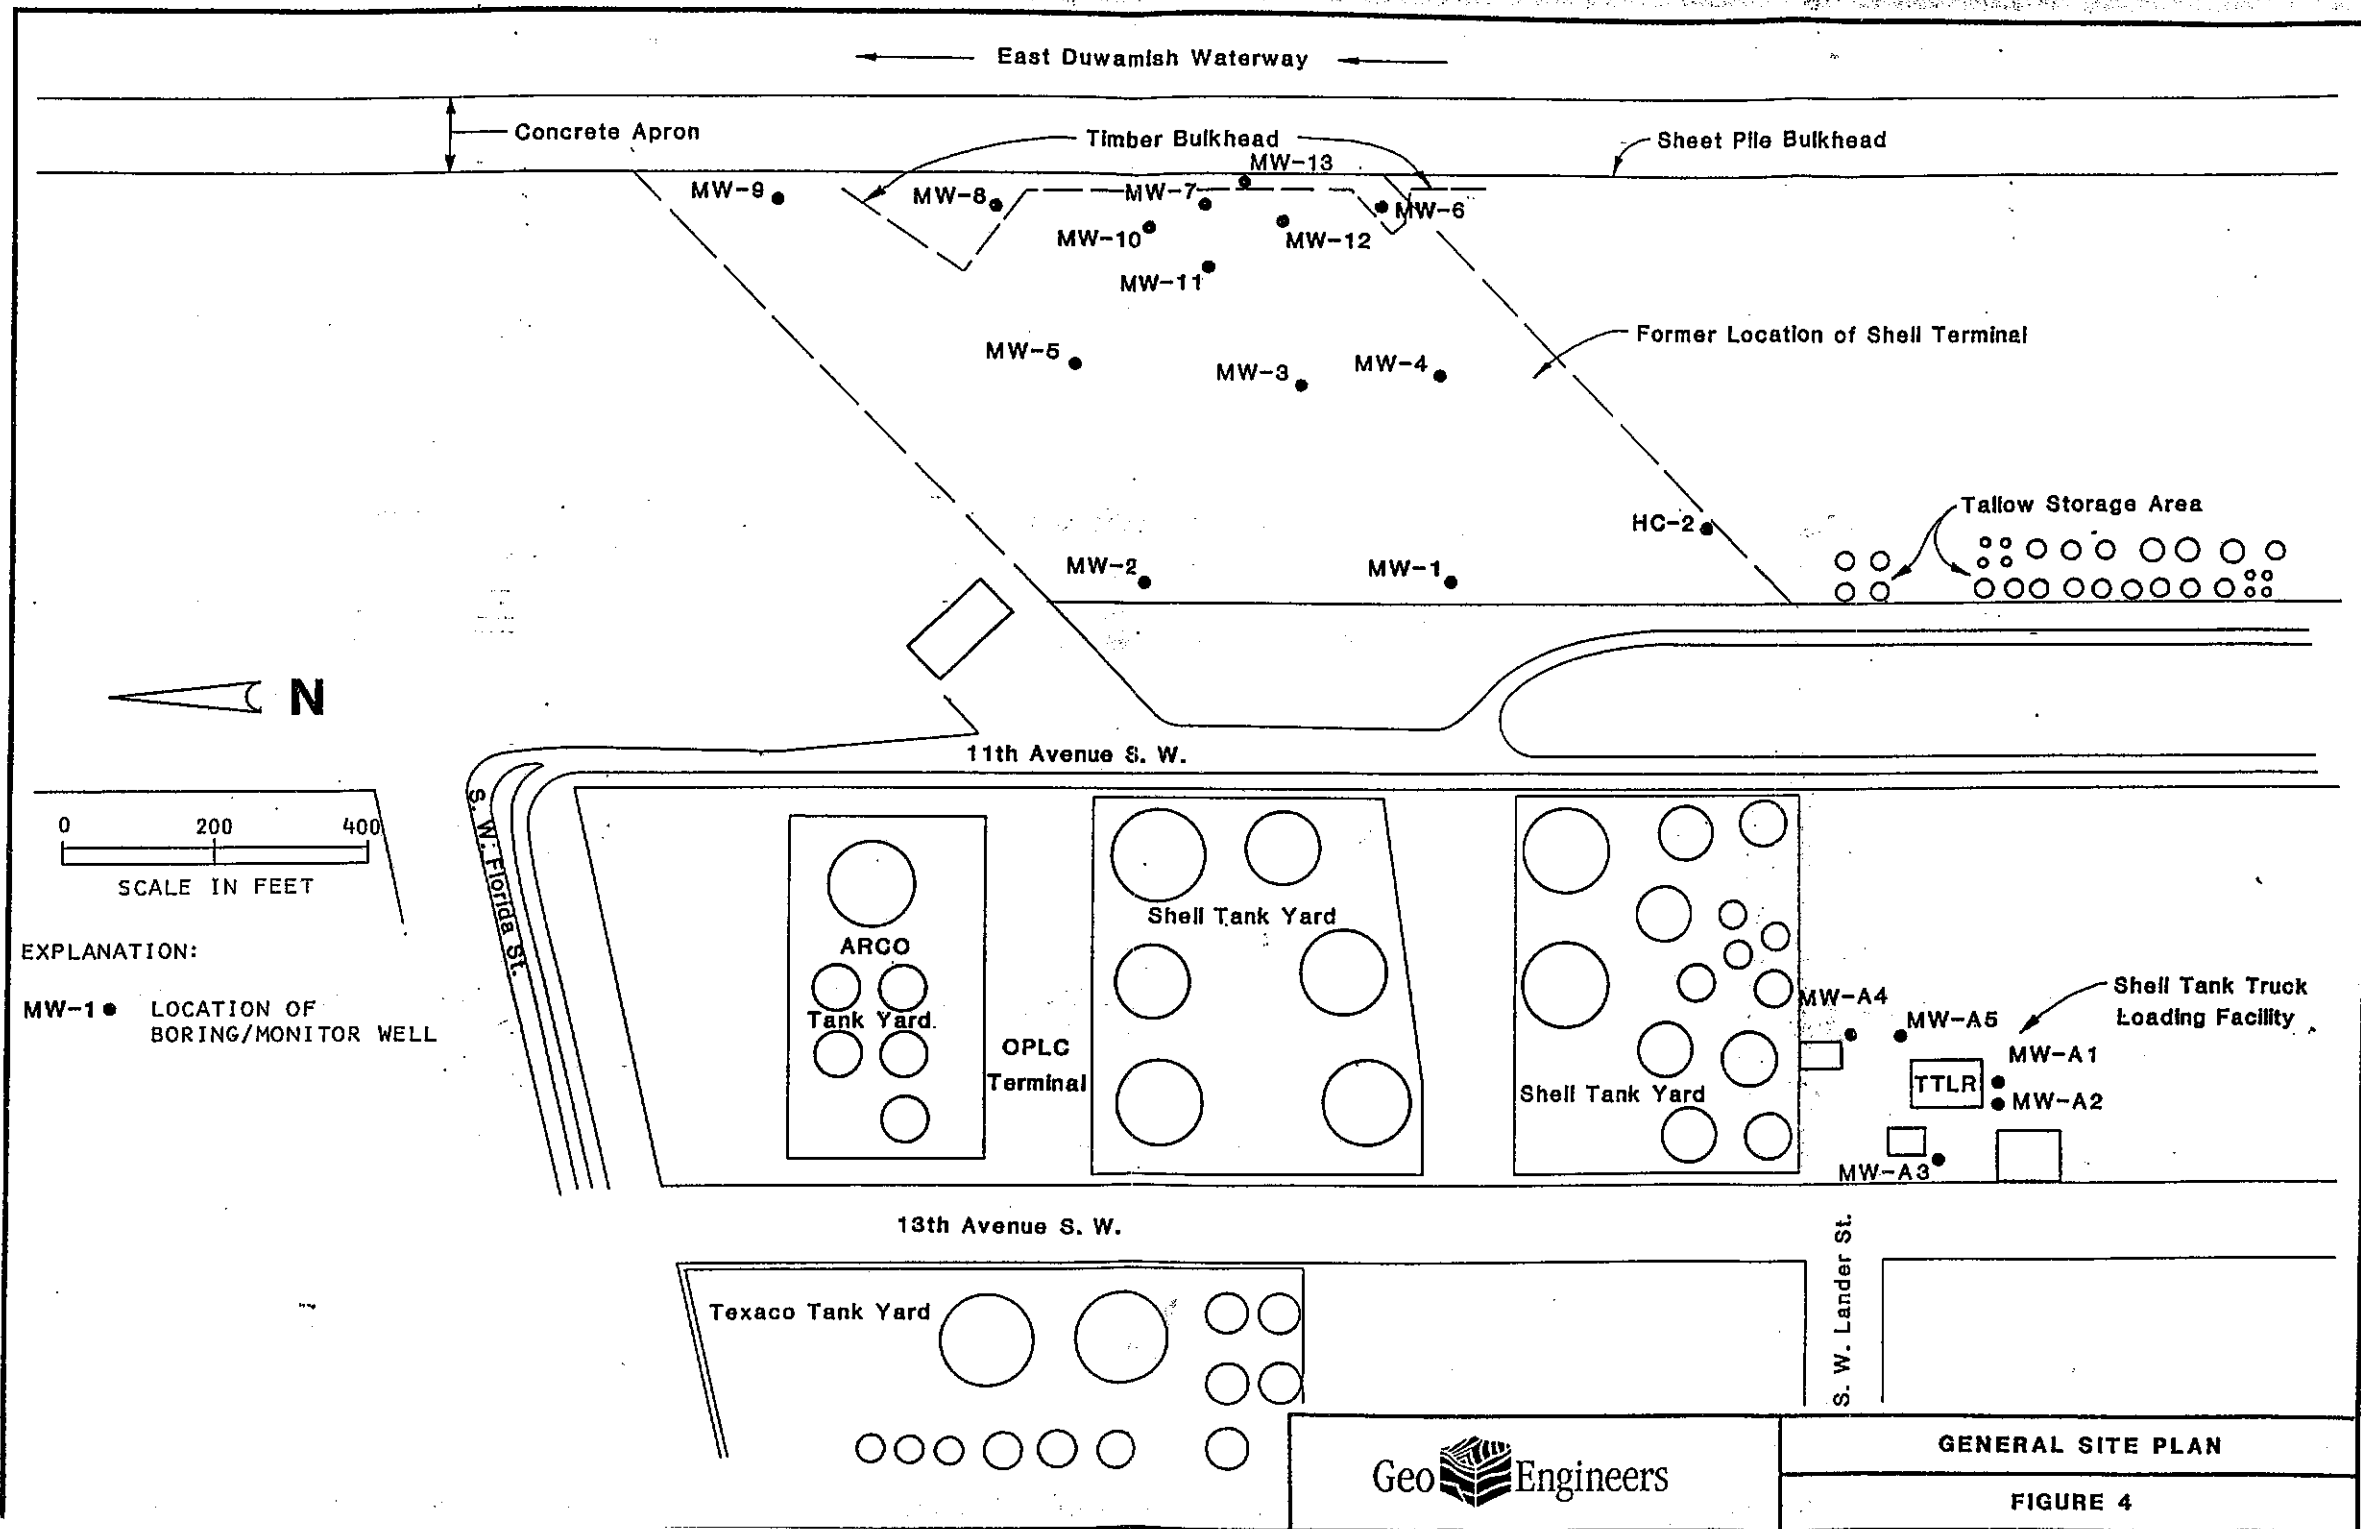 East Duwamish Waterway
Concrete Apron
Timber Bulkhead
Sheet Pile Bulkhead
MW-13
MW-9
MW-8
MW-7
MW-6
MW-10
MW-12
MW-11
Former Location of Shell Terminal
MW-5
MW-3
MW-4
Tallow Storage Area
HC-2
MW-2
MW-1
N
11th Avenue S. W.
S. W. Florida St.
0 200 400
SCALE IN FEET
EXPLANATION:
MW-1 LOCATION OF
BORING/MONITOR WELL
ARCO
Tank Yard
OPLC
Terminal
Shell Tank Yard
Shell Tank Yard
MW-A4
MW-A5
Shell Tank Truck
Loading Facility
MW-A1
TTLR
MW-A2
MW-A3
13th Avenue S. W.
S. W. Lander St.
Texaco Tank Yard
Geo Engineers
GENERAL SITE PLAN
FIGURE 4